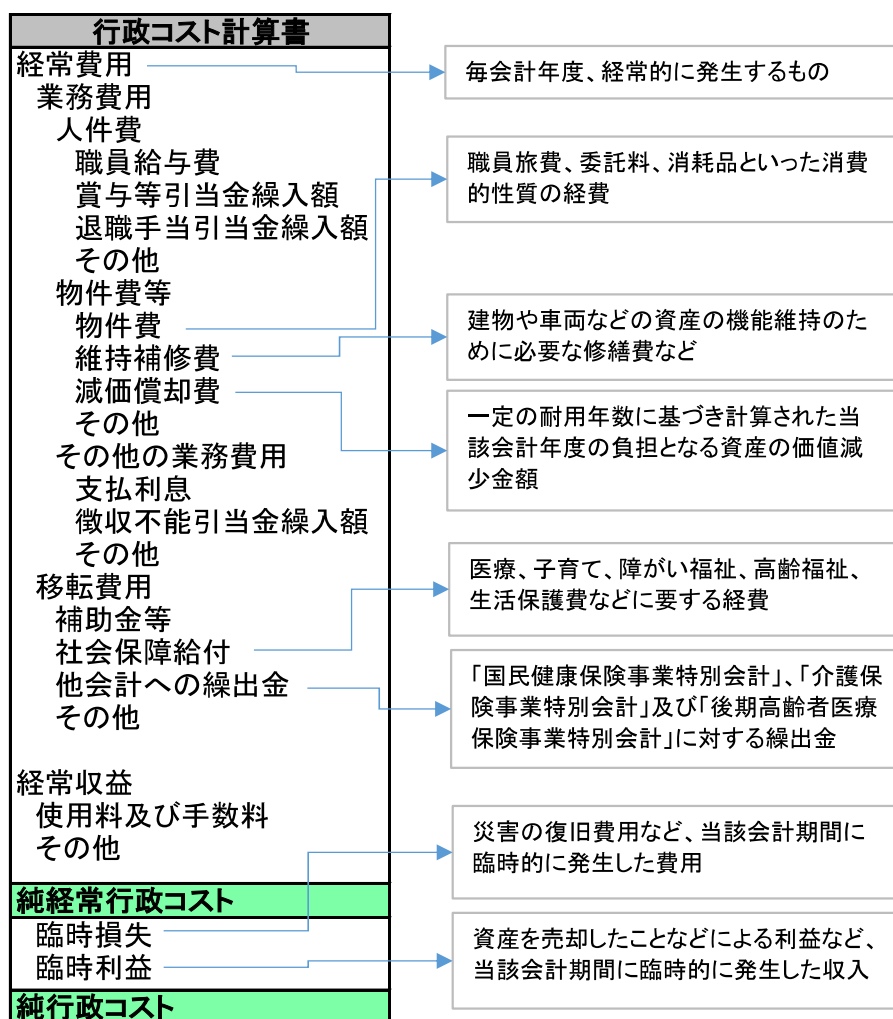 行政コスト計算書
経常費用
業務費用
人件費
職員給与費
賞与等引当金繰入額
退職手当引当金繰入額
その他
物件費等
物件費
維持補修費
減価償却費
その他
その他の業務費用
支払利息
徴収不能引当金繰入額
その他
移転費用
補助金等
社会保障給付
他会計への繰出金
その他
経常収益
使用料及び手数料
その他
純経常行政コスト
臨時損失
臨時利益
純行政コスト
毎会計年度、経常的に発生するもの
職員旅費、委託料、消耗品といった消費
的性質の経費
建物や車両などの資産の機能維持のた
めに必要な修繕費など
一定の耐用年数に基づき計算された当
該会計年度の負担となる資産の価値減
少金額
医療、子育て、障がい福祉、高齢福祉、
生活保護費などに要する経費
「国民健康保険事業特別会計」、「介護保
険事業特別会計」及び「後期高齢者医療
保険事業特別会計」に対する繰出金
災害の復旧費用など、当該会計期間に
臨時的に発生した費用
資産を売却したことなどによる利益など、
当該会計期間に臨時的に発生した収入